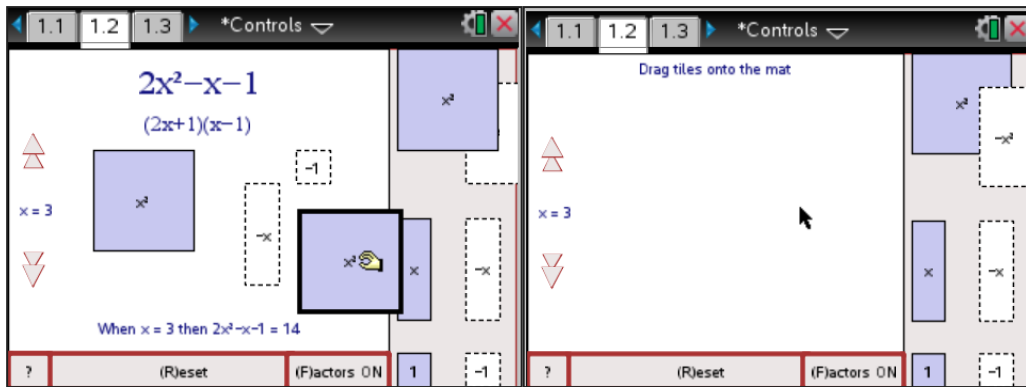 1.1 1.2 1.3 *Controls
2x²−x−1
(2x+1)(x−1)
x²
x²
−1
x = 3
−x
x²
x
−x
When x = 3 then 2x²−x−1 = 14
? (R)eset (F)actors ON 1 −1
1.1 1.2 1.3 *Controls
Drag tiles onto the mat
x²
−x²
x = 3
x
−x
? (R)eset (F)actors ON 1 −1